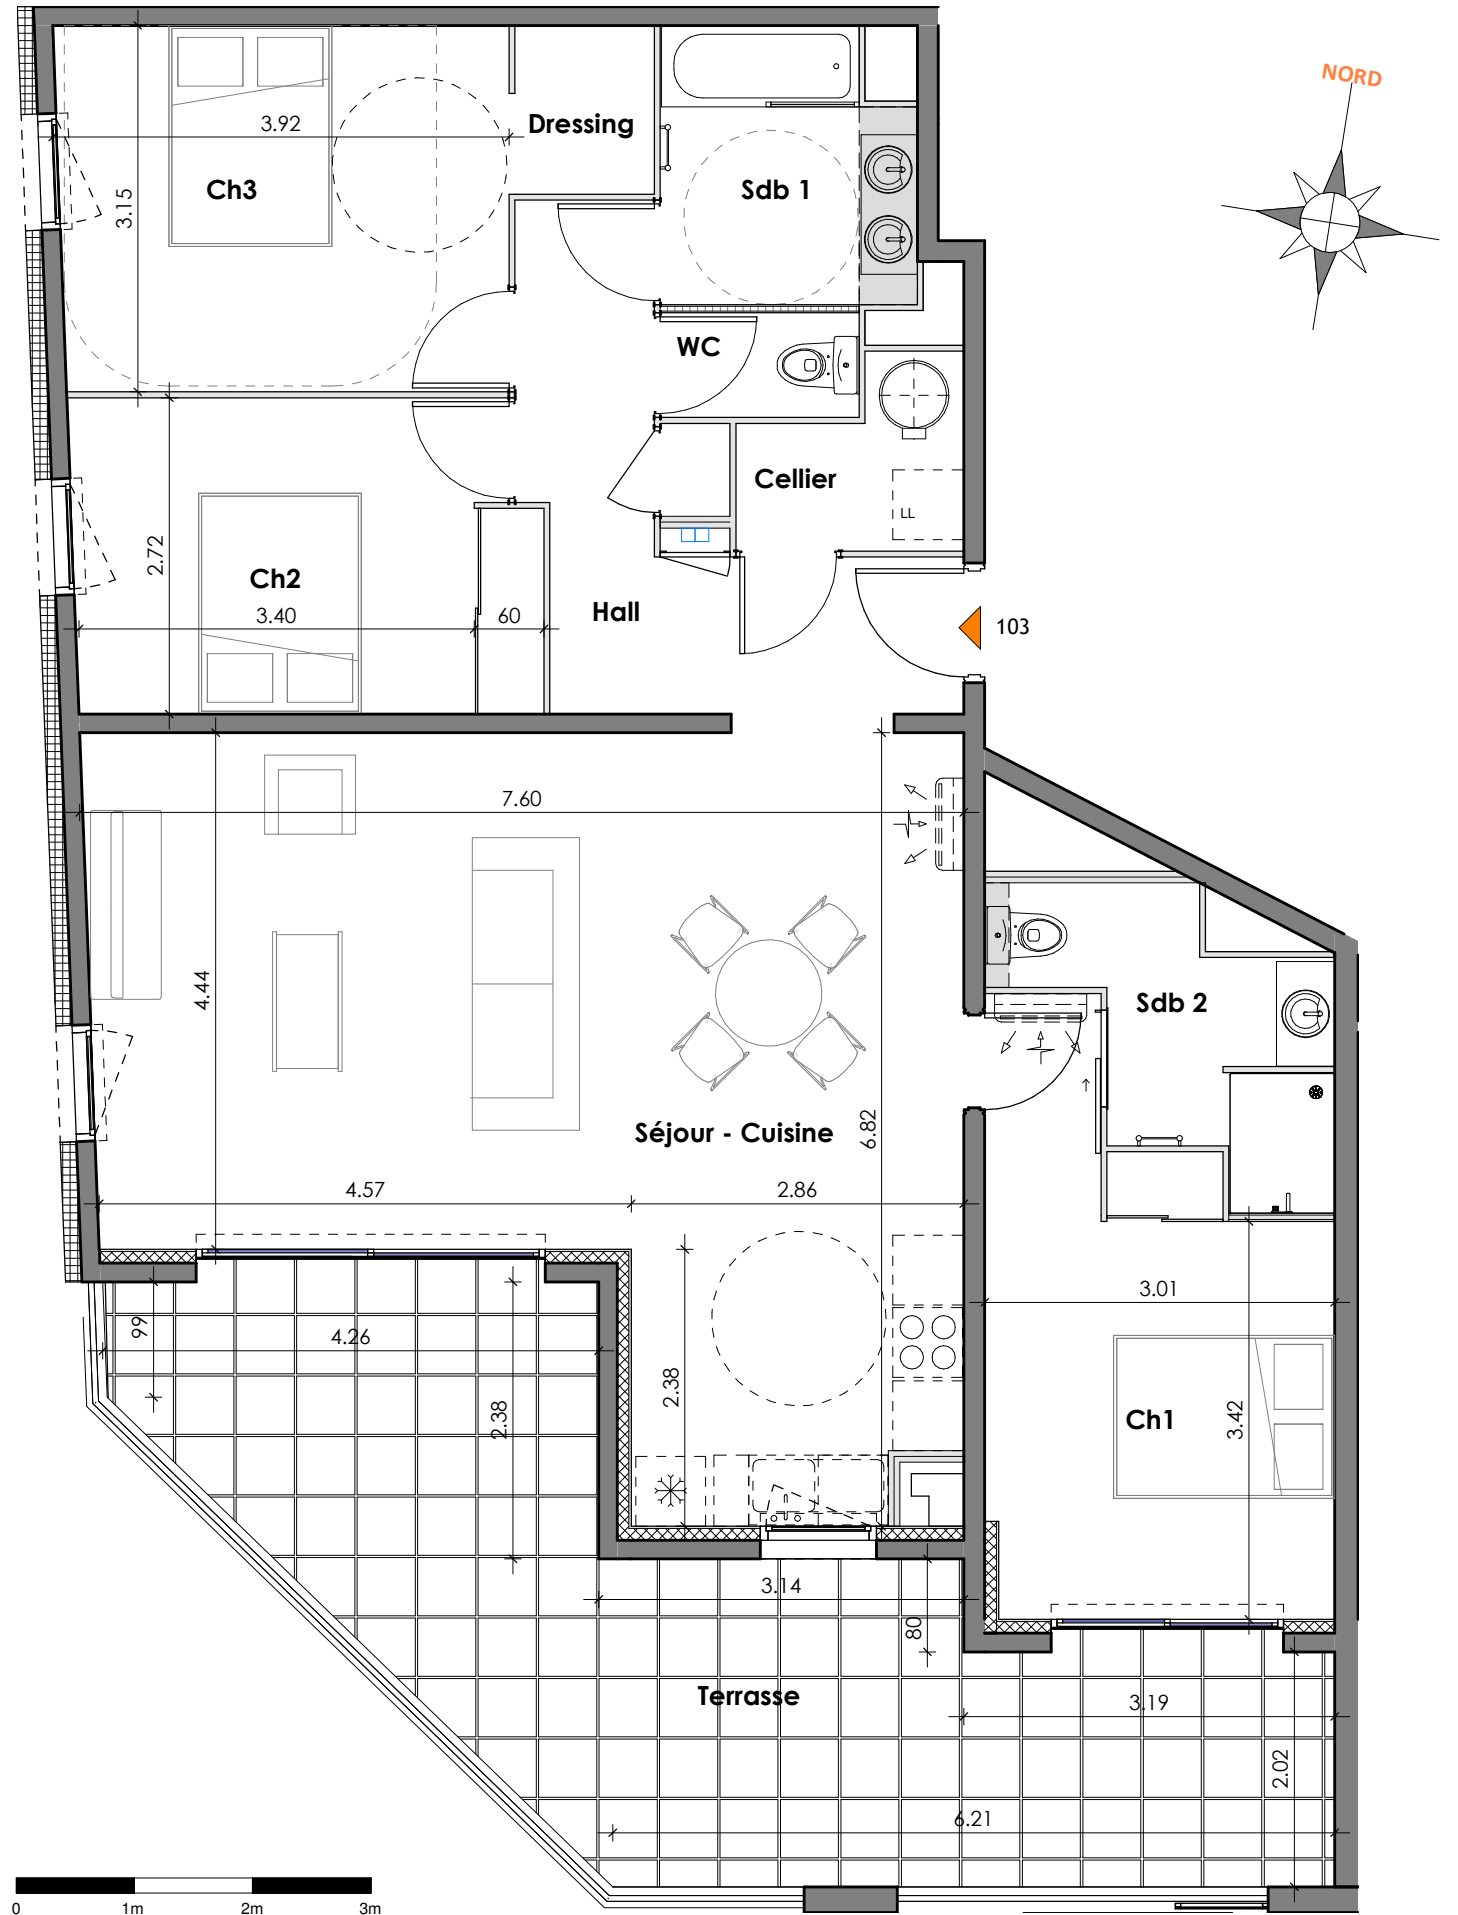 NORD
Dressing
3.92
Ch3
Sdb 1
3.15
WC
Cellier
LL
2.72
Ch2
3.40
60
Hall
103
7.60
4.44
Sdb 2
6.82
Séjour - Cuisine
4.57
2.86
3.01
99
4.26
2.38
2.38
Ch1
3.42
3.14
80
Terrasse
3.19
2.02
6.21
0 1m 2m 3m